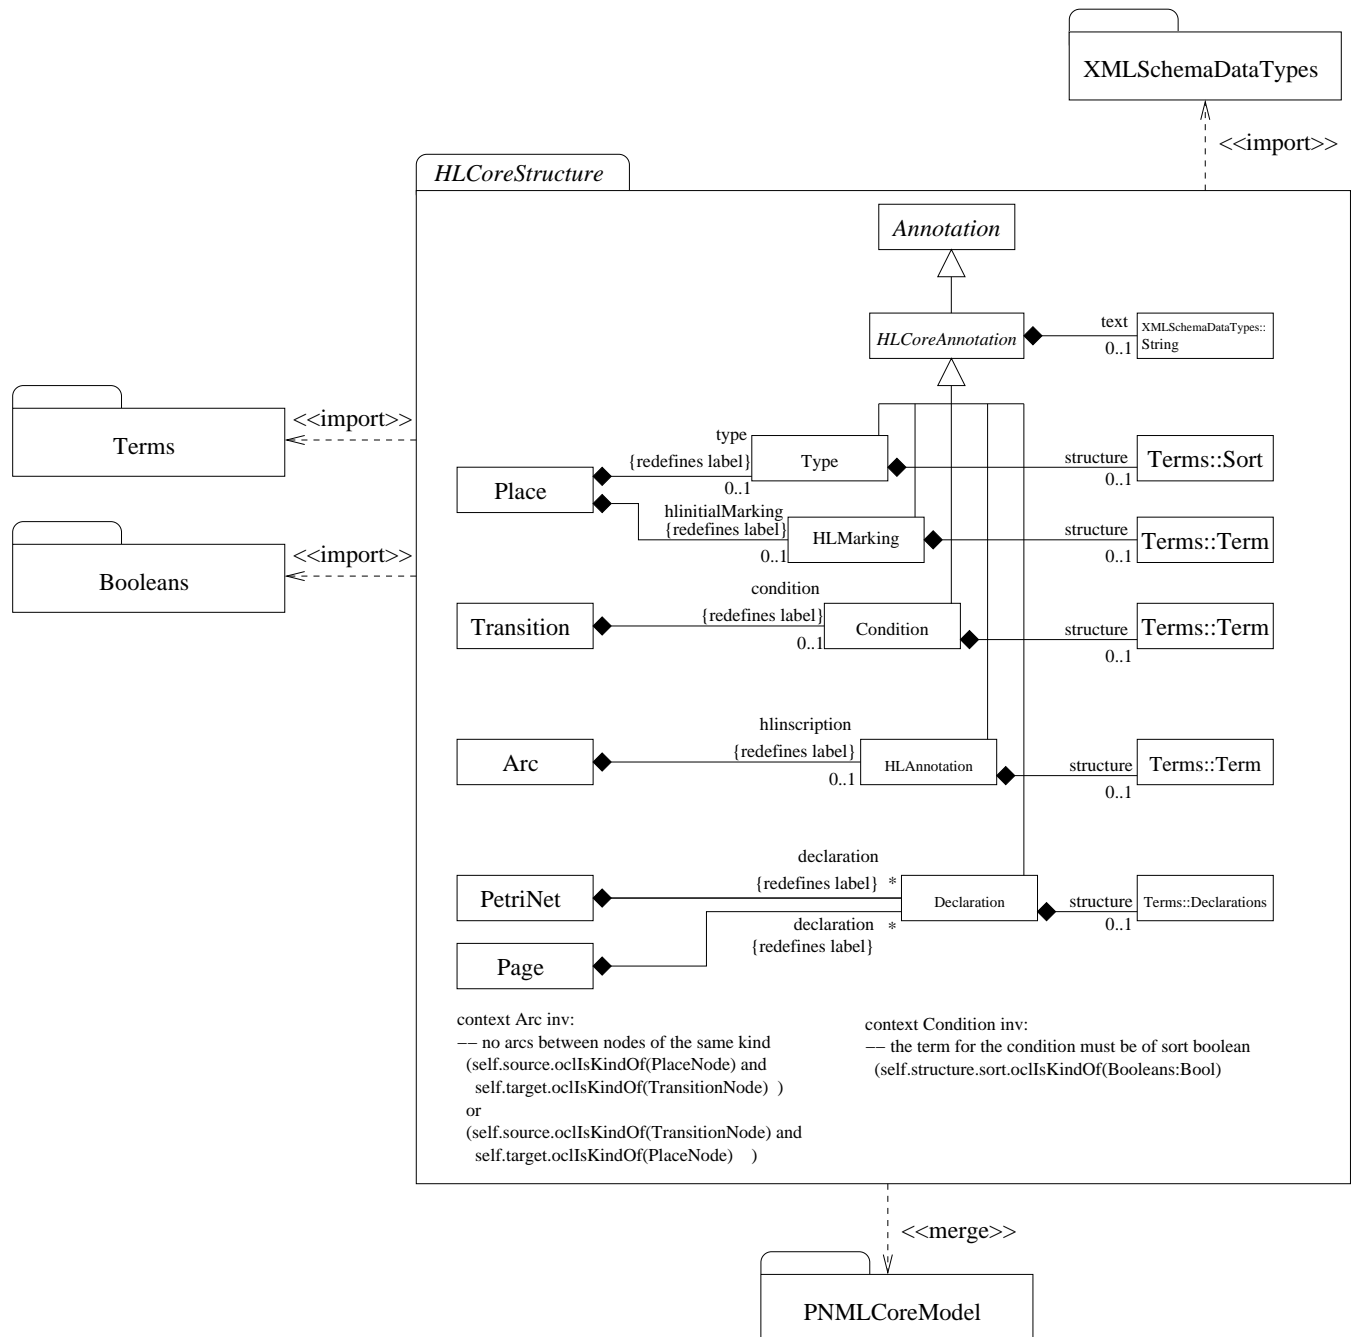 XMLSchemaDataTypes
<<import>>
HLCoreStructure
Annotation
HLCoreAnnotation
text
0..1
XMLSchemaDataTypes::
String
Terms
<<import>>
Booleans
<<import>>
Place
type
{redefines label}
0..1
Type
structure
0..1
Terms::Sort
hlinitialMarking
{redefines label}
0..1
HLMarking
structure
0..1
Terms::Term
Transition
condition
{redefines label}
0..1
Condition
structure
0..1
Terms::Term
Arc
hlinscription
{redefines label}
0..1
HLAnnotation
structure
0..1
Terms::Term
PetriNet
declaration
{redefines label} *
Declaration
structure
0..1
Terms::Declarations
Page
declaration *
{redefines label}
context Arc inv:
−− no arcs between nodes of the same kind
(self.source.oclIsKindOf(PlaceNode) and
self.target.oclIsKindOf(TransitionNode) )
or
(self.source.oclIsKindOf(TransitionNode) and
self.target.oclIsKindOf(PlaceNode) )
context Condition inv:
−− the term for the condition must be of sort boolean
(self.structure.sort.oclIsKindOf(Booleans:Bool)
<<merge>>
PNMLCoreModel